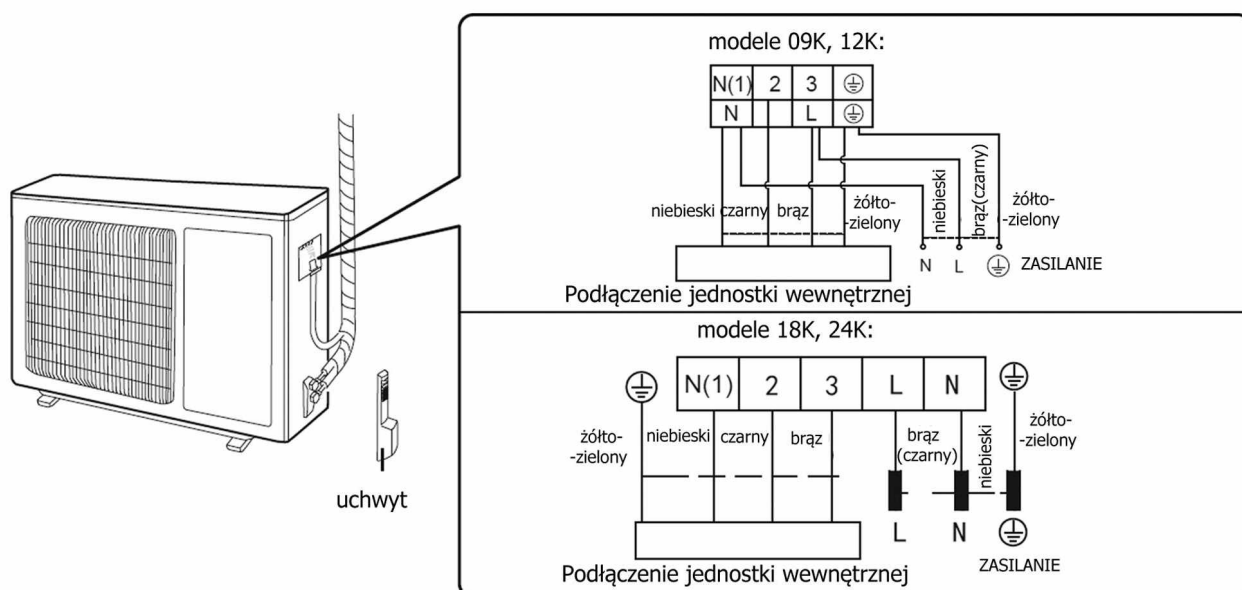 modele 09K, 12K:
N(1) 2 3
N L
niebieski czarny brąz żółto-
-zielony
niebieski
brąz(czarny)
żółto-
-zielony
N L ZASILANIE
Podłączenie jednostki wewnętrznej
uchwyt
modele 18K, 24K:
N(1) 2 3 L N
żółto-
-zielony
niebieski czarny brąz
brąz
(czarny)
niebieski
żółto-
-zielony
L N
ZASILANIE
Podłączenie jednostki wewnętrznej